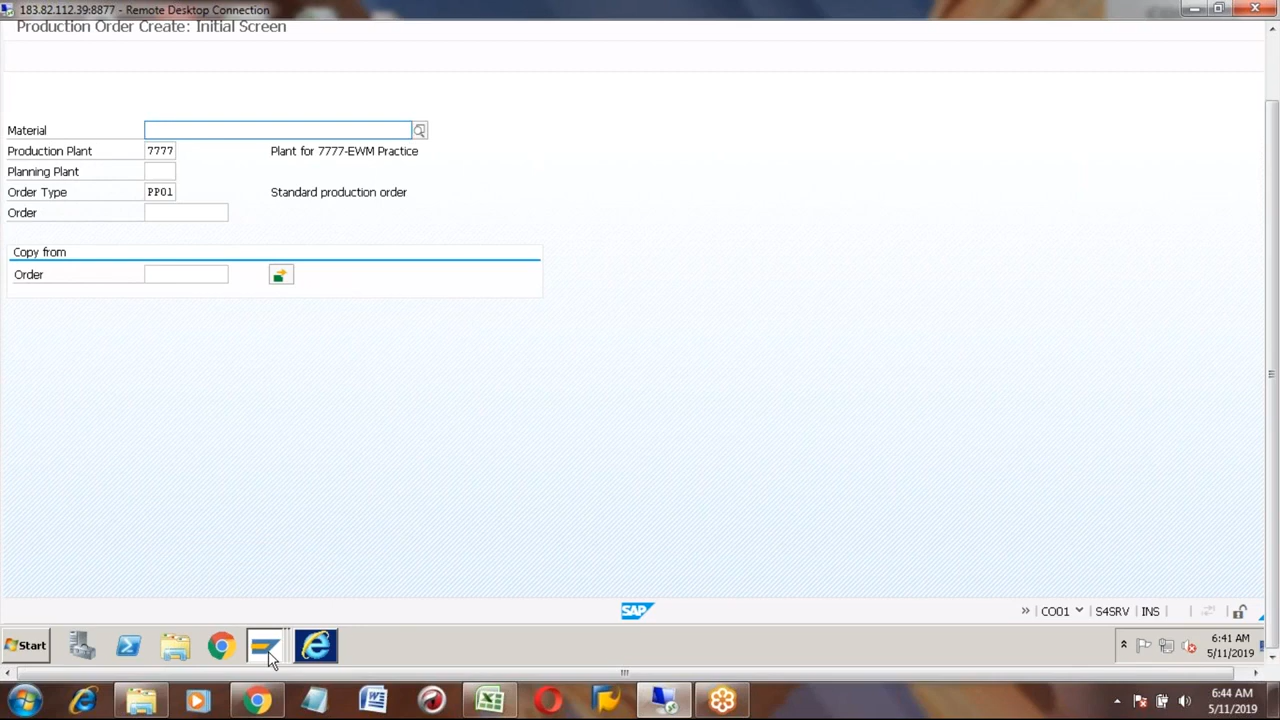 183.82.112.39:8877 - Remote Desktop Connection
Production Order Create: Initial Screen
Material
Production Plant 7777 Plant for 7777-EWM Practice
Planning Plant
Order Type PP01 Standard production order
Order
Copy from
Order
SAP
» CO01 S4SRV INS
Start
6:41 AM
5/11/2019
6:44 AM
5/11/2019